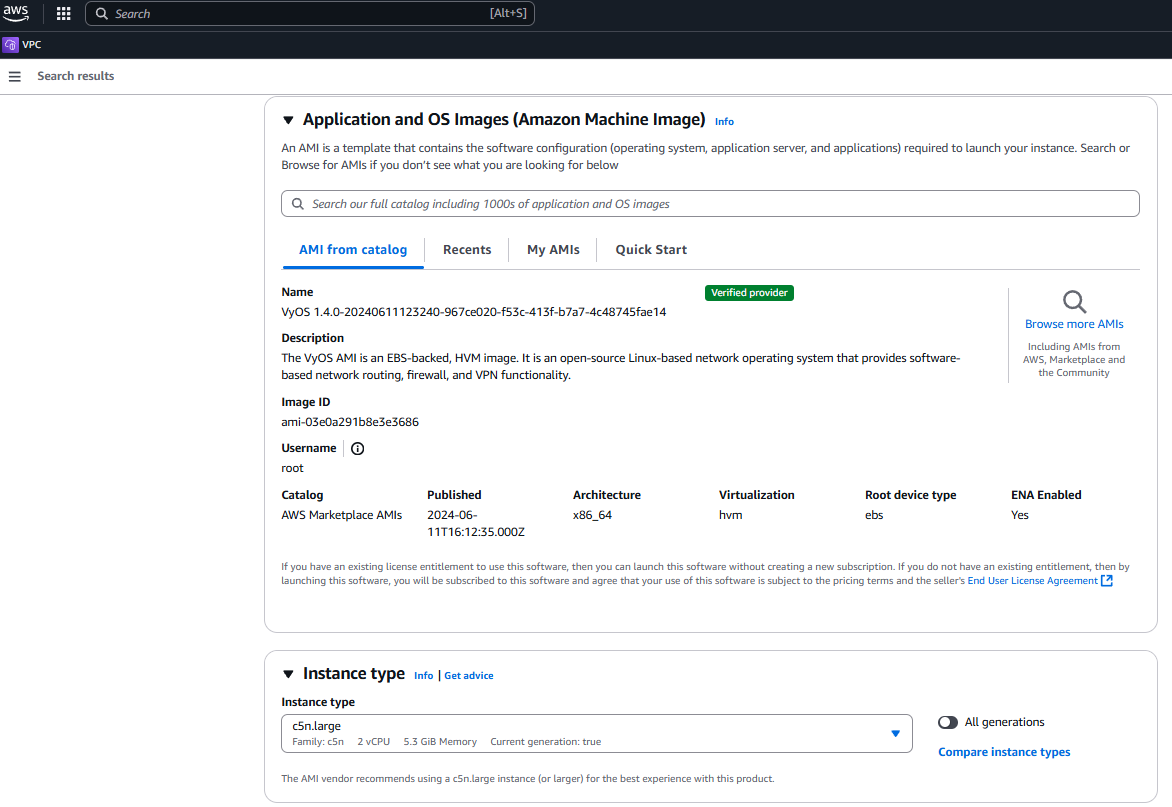 aws
Search [Alt+S]
VPC
Search results
Application and OS Images (Amazon Machine Image) Info
An AMI is a template that contains the software configuration (operating system, application server, and applications) required to launch your instance. Search or
Browse for AMIs if you don't see what you are looking for below
Search our full catalog including 1000s of application and OS images
AMI from catalog Recents My AMIs Quick Start
Name
Verified provider
VyOS 1.4.0-20240611123240-967ce020-f53c-413f-b7a7-4c48745fae14
Description
The VyOS AMI is an EBS-backed, HVM image. It is an open-source Linux-based network operating system that provides software-
based network routing, firewall, and VPN functionality.
Browse more AMIs
Including AMIs from
AWS, Marketplace and
the Community
Image ID
ami-03e0a291b8e3e3686
Username
root
Catalog Published Architecture Virtualization Root device type ENA Enabled
AWS Marketplace AMIs 2024-06- x86_64 hvm ebs Yes
11T16:12:35.000Z
If you have an existing license entitlement to use this software, then you can launch this software without creating a new subscription. If you do not have an existing entitlement, then by
launching this software, you will be subscribed to this software and agree that your use of this software is subject to the pricing terms and the seller's End User License Agreement
Instance type Info | Get advice
Instance type
c5n.large
Family: c5n 2 vCPU 5.3 GiB Memory Current generation: true
All generations
Compare instance types
The AMI vendor recommends using a c5n.large instance (or larger) for the best experience with this product.